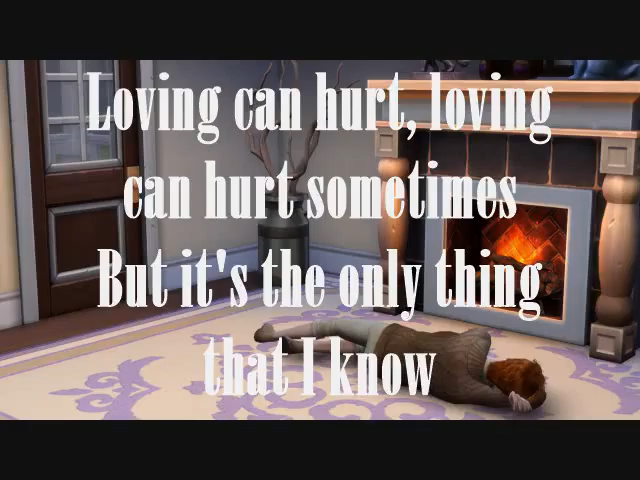 Loving can hurt, loving
can hurt sometimes
But it's the only thing
that I know